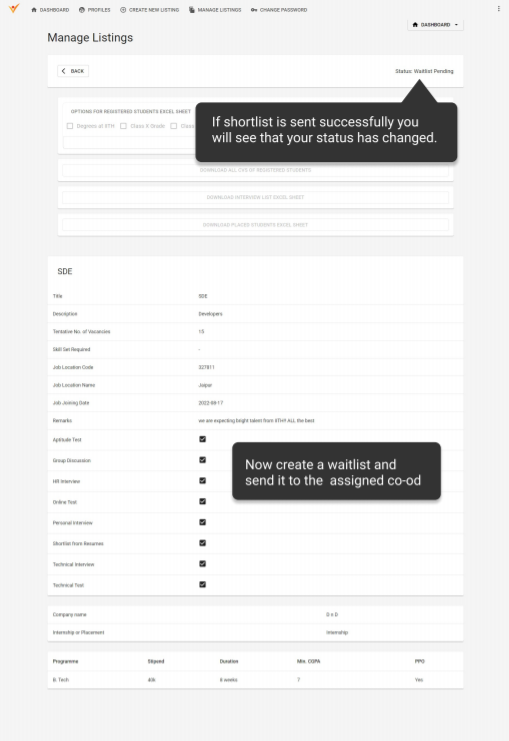 DASHBOARD PROFILES CREATE NEW LISTING MANAGE LISTINGS CHANGE PASSWORD
DASHBOARD
Manage Listings
BACK
Status: Waitlist Pending
OPTIONS FOR REGISTERED STUDENTS EXCEL SHEET
Degrees at IITH Class X Grade Class
If shortlist is sent successfully you
will see that your status has changed.
DOWNLOAD ALL CVS OF REGISTERED STUDENTS
DOWNLOAD INTERVIEW LIST EXCEL SHEET
DOWNLOAD PLACED STUDENTS EXCEL SHEET
SDE
Title SDE
Description Developers
Tentative No. of Vacancies 15
Skill Set Required -
Job Location Code 327811
Job Location Name Jaipur
Job Joining Date 2022-08-17
Remarks we are expecting bright talent from IITH!! ALL the best
Aptitude Test
Group Discussion
HR Interview
Online Test
Personal Interview
Shortlist from Resumes
Technical Interview
Technical Test
Now create a waitlist and
send it to the assigned co-od
Company name D n D
Internship or Placement Internship
Programme Stipend Duration Min. CGPA PPO
B. Tech 40k 8 weeks 7 Yes